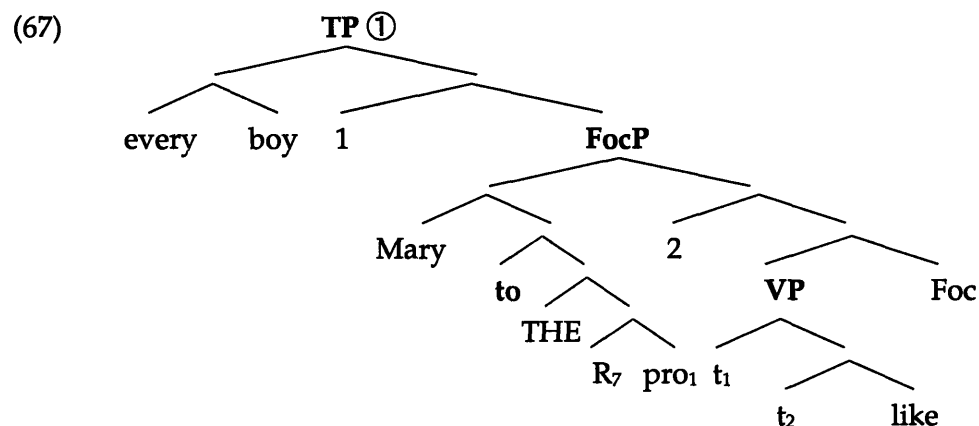 (67) TP ①
every boy 1 FocP
Mary 2
to VP Foc
THE
R₇ pro₁ t₁
t₂ like